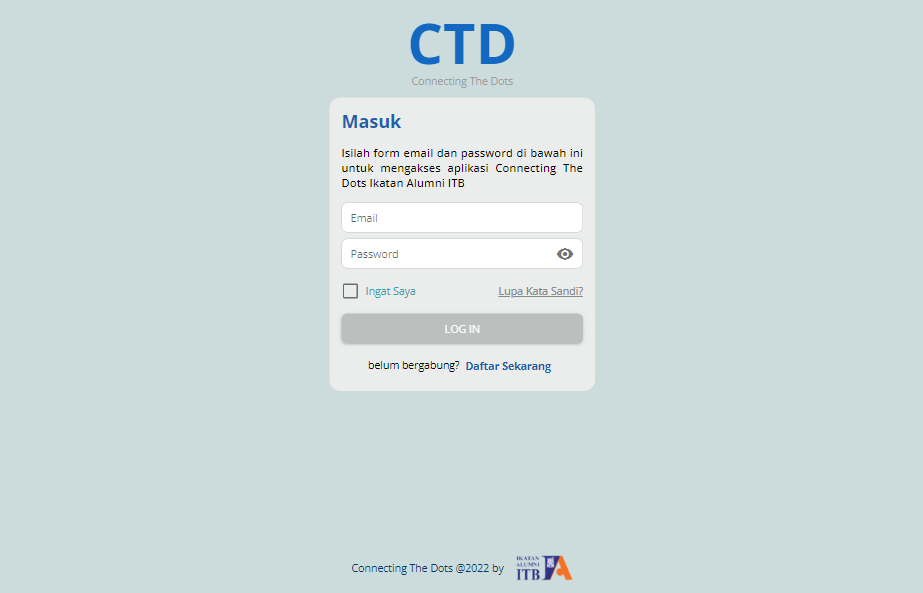 CTD
Connecting The Dots
Masuk
Isilah form email dan password di bawah ini
untuk mengakses aplikasi Connecting The
Dots Ikatan Alumni ITB
Email
Password
Ingat Saya
Lupa Kata Sandi?
LOG IN
belum bergabung? Daftar Sekarang
Connecting The Dots @2022 by
IKATAN
ALUMNI
ITB